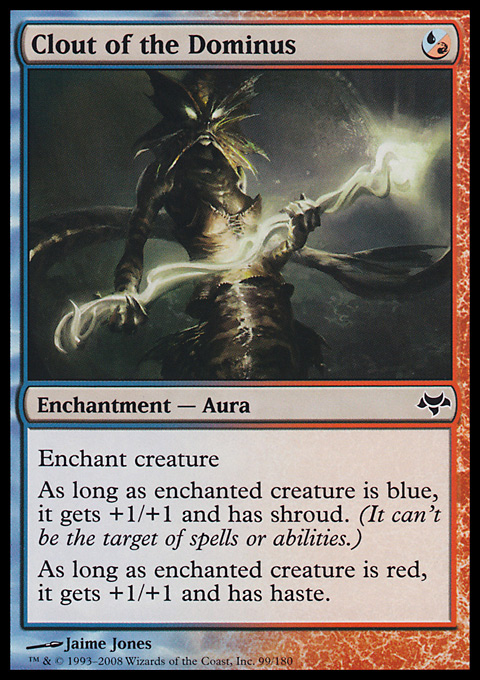 Clout of the Dominus
Enchantment — Aura
Enchant creature
As long as enchanted creature is blue,
it gets +1/+1 and has shroud. (It can't
be the target of spells or abilities.)
As long as enchanted creature is red,
it gets +1/+1 and has haste.
Jaime Jones
™ & © 1993–2008 Wizards of the Coast, Inc. 99/180